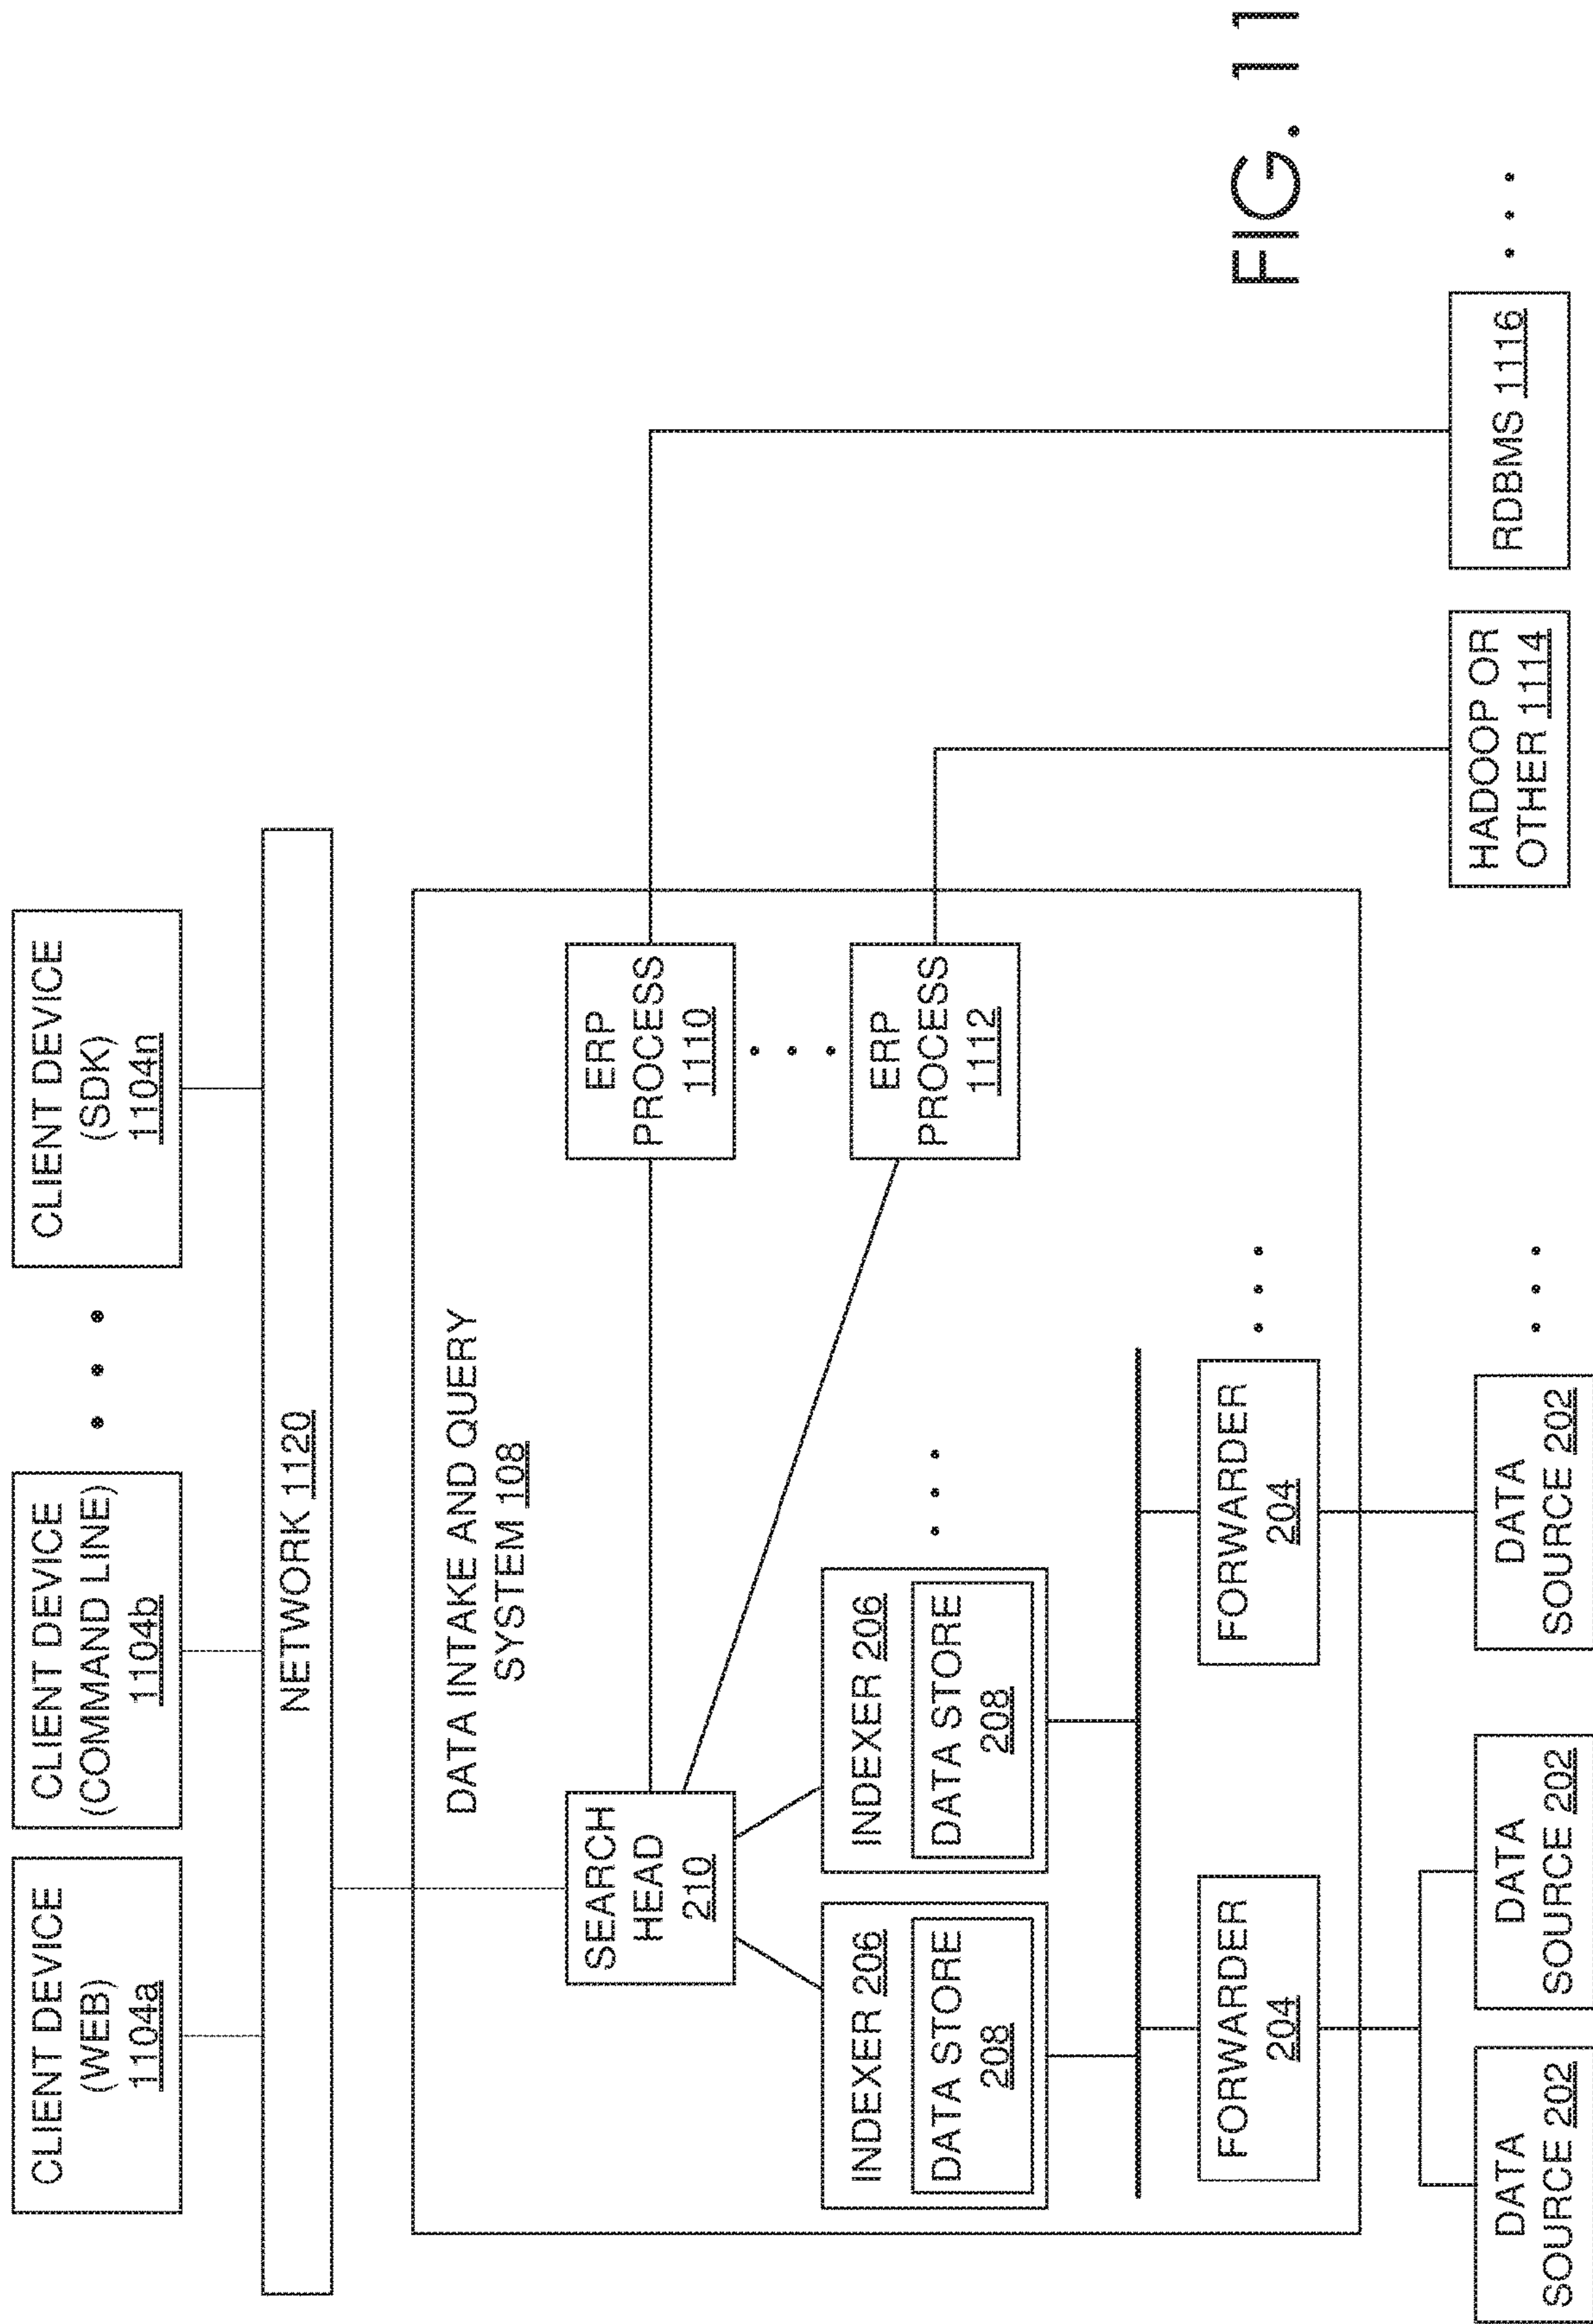 CLIENT DEVICE
(WEB)
1104a
CLIENT DEVICE
(COMMAND LINE)
1104b
CLIENT DEVICE
(SDK)
1104n
NETWORK 1120
DATA INTAKE AND QUERY
SYSTEM 108
SEARCH
HEAD
210
ERP
PROCESS
1110
INDEXER 206
DATA STORE
208
INDEXER 206
DATA STORE
208
ERP
PROCESS
1112
FORWARDER
204
FORWARDER
204
DATA
SOURCE 202
DATA
SOURCE 202
DATA
SOURCE 202
HADOOP OR
OTHER 1114
RDBMS 1116
FIG. 11